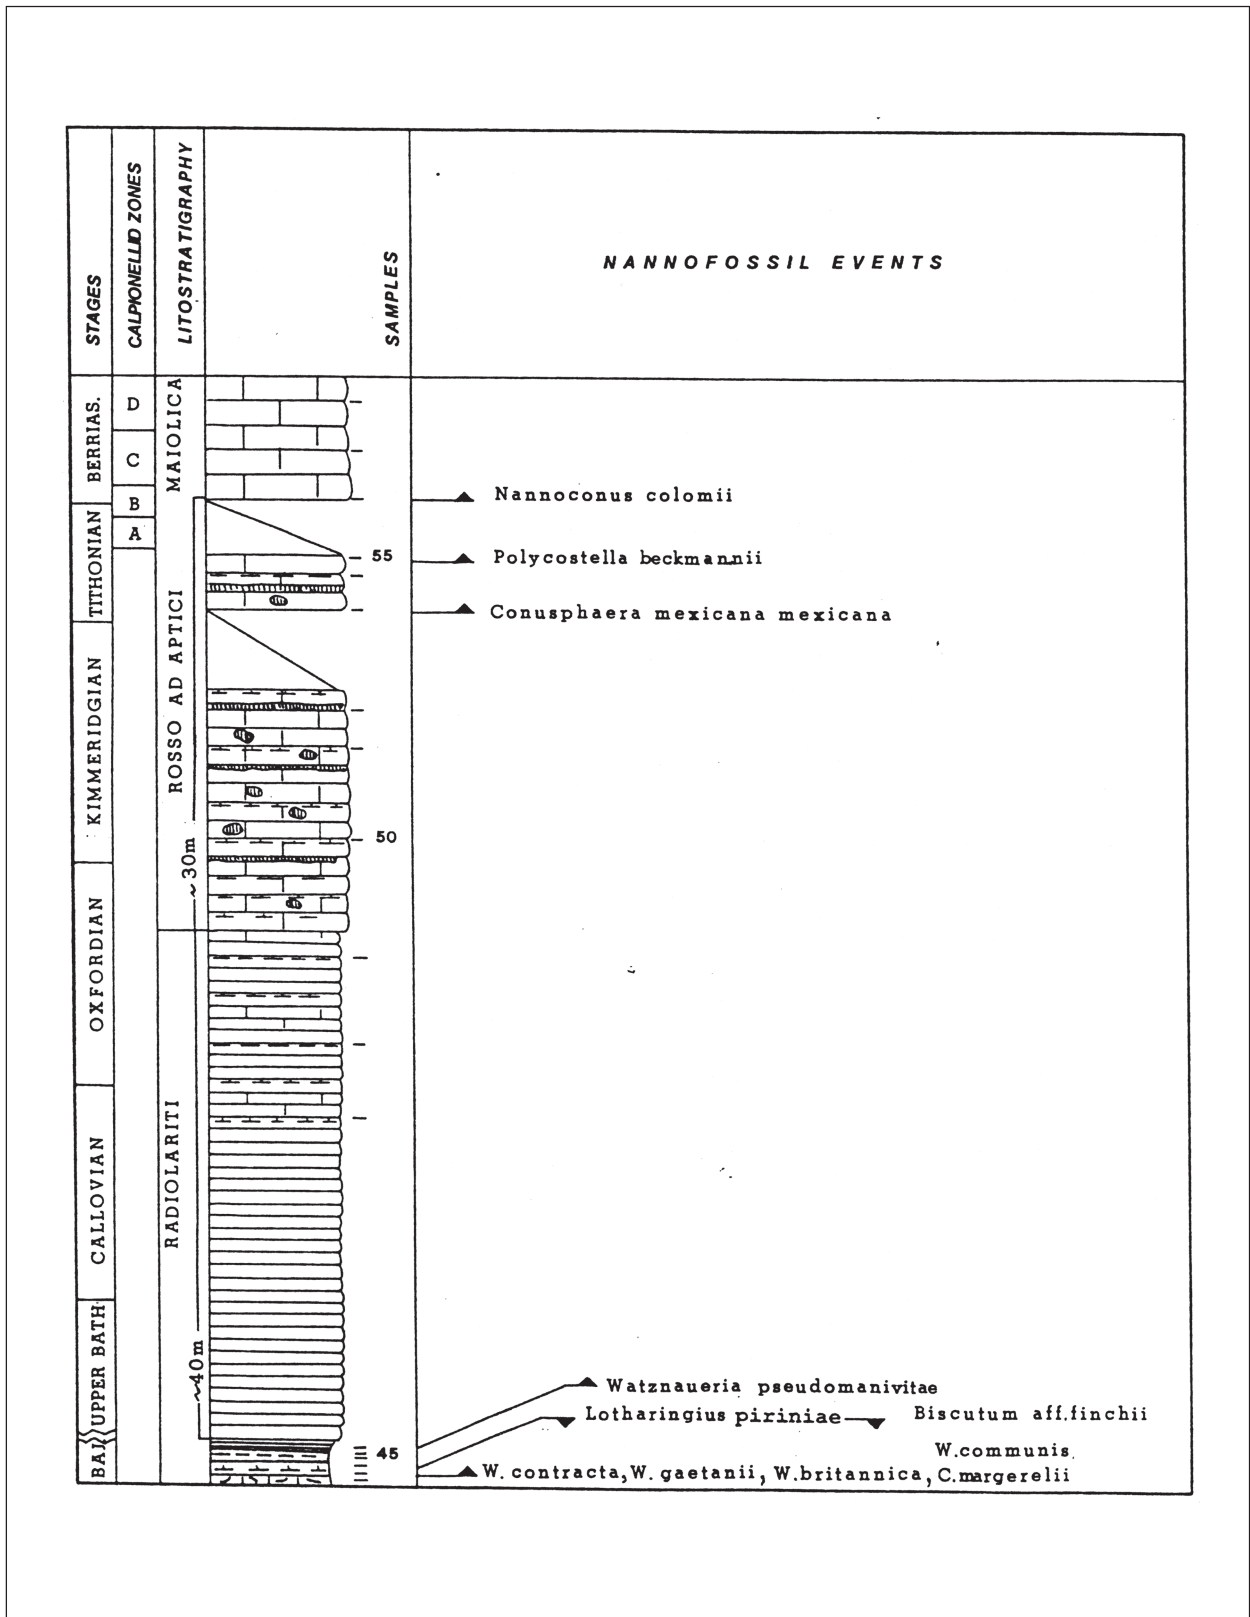 STAGES
CALPIONELLID ZONES
LITOSTRATIGRAPHY
SAMPLES
NANNOFOSSIL EVENTS
BERRIAS.
TITHONIAN
KIMMERIDGIAN
OXFORDIAN
CALLOVIAN
UPPER BATH
BAJ
D
C
B
A
MAIOLICA
ROSSO AD APTICI
RADIOLARITI
~30m
~40m
55
50
45
Nannoconus colomii
Polycostella beckmannii
Conusphaera mexicana mexicana
Watznaueria pseudomanivitae
Lotharingius piriniae
Biscutum aff.finchii
W.communis
W. contracta, W. gaetanii, W.britannica, C.margerelii